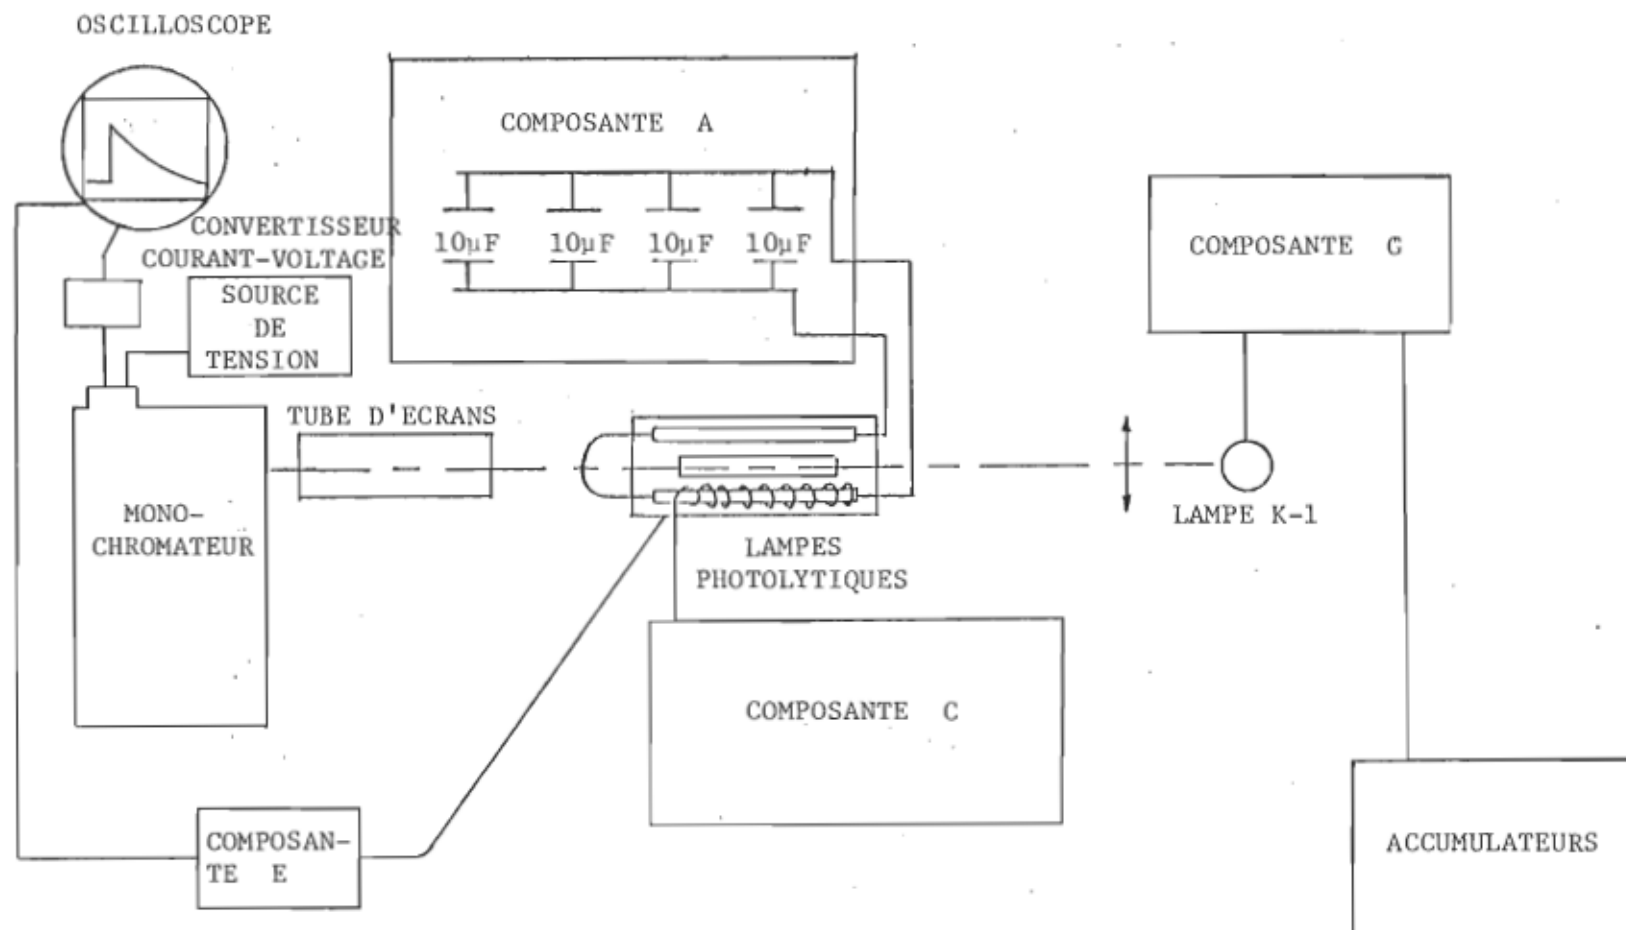 OSCILLOSCOPE
COMPOSANTE A
10µF 10µF 10µF 10µF
CONVERTISSEUR
COURANT-VOLTAGE
SOURCE
DE
TENSION
COMPOSANTE G
TUBE D'ECRANS
MONO-
CHROMATEUR
LAMPE K-1
LAMPES
PHOTOLYTIQUES
COMPOSANTE C
COMPOSAN-
TE E
ACCUMULATEURS